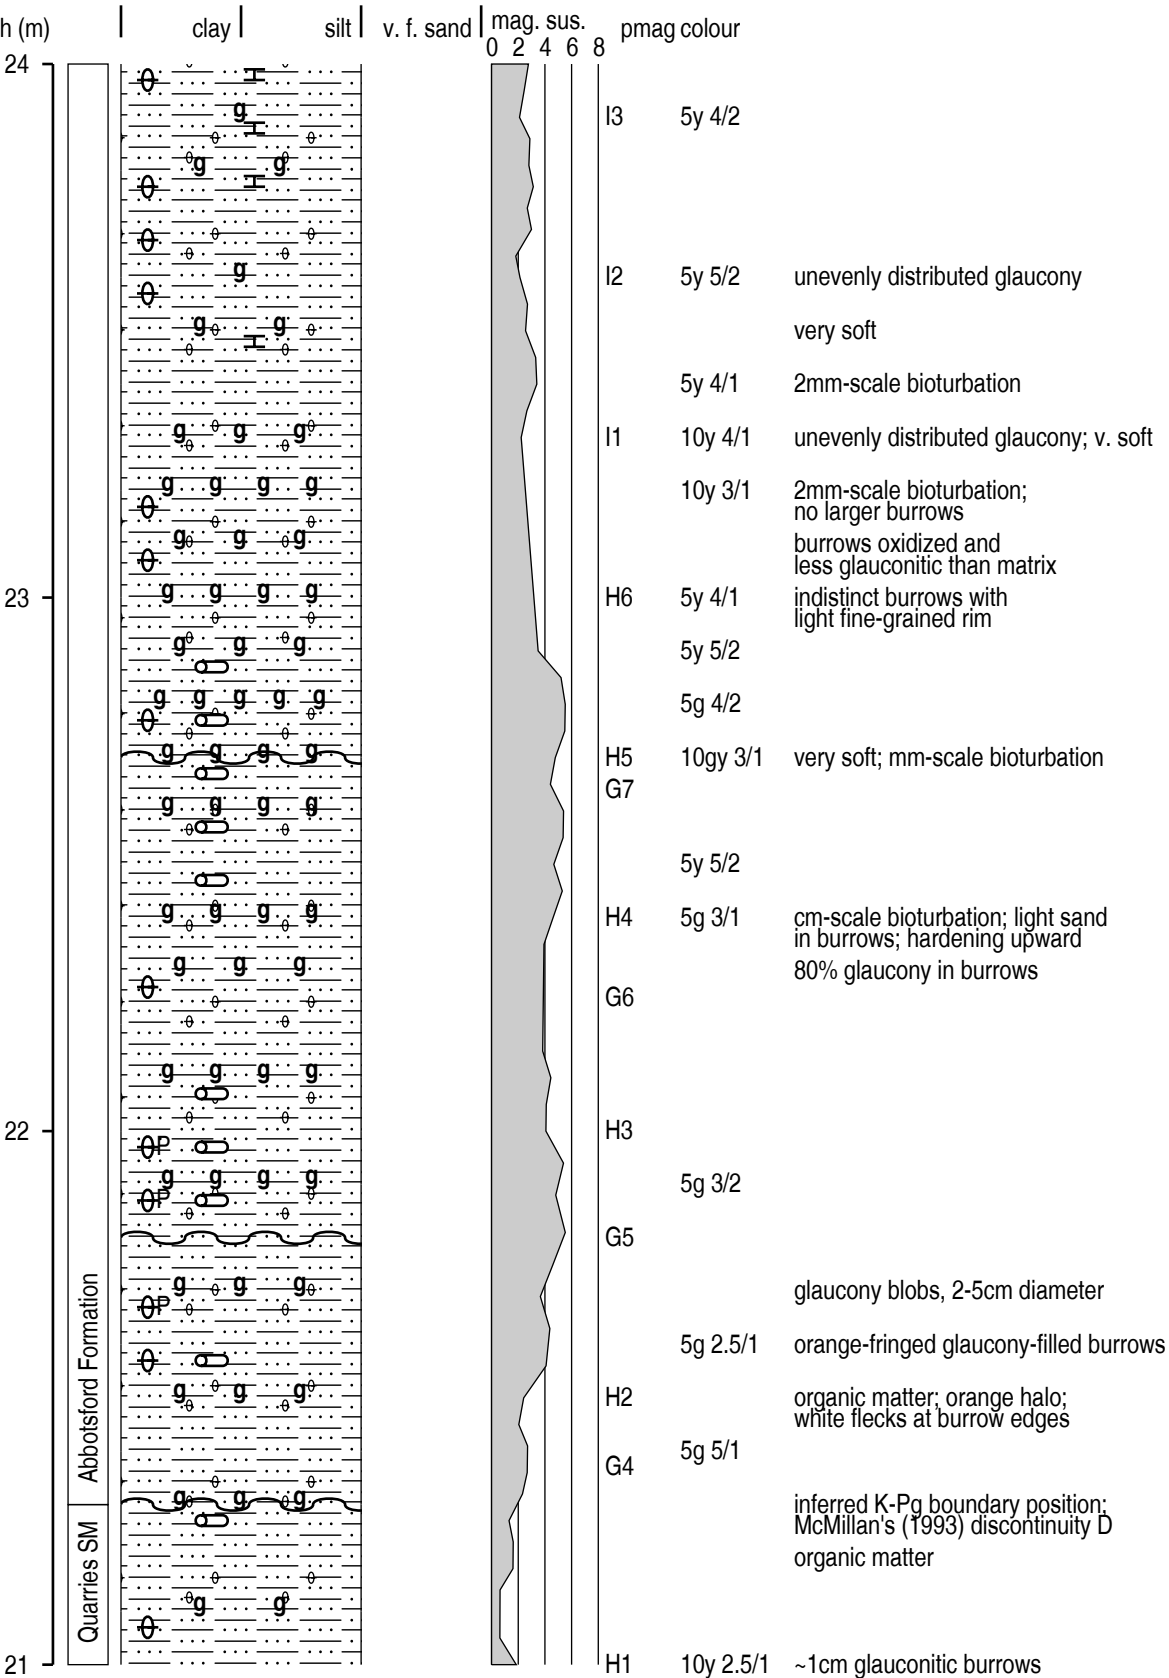 h (m) clay silt v. f. sand mag. sus. pmag colour
0 2 4 6 8
24
I3 5y 4/2
I2 5y 5/2 unevenly distributed glaucony
very soft
5y 4/1 2mm-scale bioturbation
I1 10y 4/1 unevenly distributed glaucony; v. soft
10y 3/1 2mm-scale bioturbation;
no larger burrows
burrows oxidized and
less glauconitic than matrix
23 H6 5y 4/1 indistinct burrows with
light fine-grained rim
5y 5/2
5g 4/2
H5 10gy 3/1 very soft; mm-scale bioturbation
G7
5y 5/2
H4 5g 3/1 cm-scale bioturbation; light sand
in burrows; hardening upward
80% glaucony in burrows
G6
22 H3
5g 3/2
G5
glaucony blobs, 2-5cm diameter
5g 2.5/1 orange-fringed glaucony-filled burrows
H2 organic matter; orange halo;
white flecks at burrow edges
5g 5/1
G4
inferred K-Pg boundary position;
McMillan's (1993) discontinuity D
organic matter
21 H1 10y 2.5/1 ~1cm glauconitic burrows
Abbotsford Formation
Quarries SM